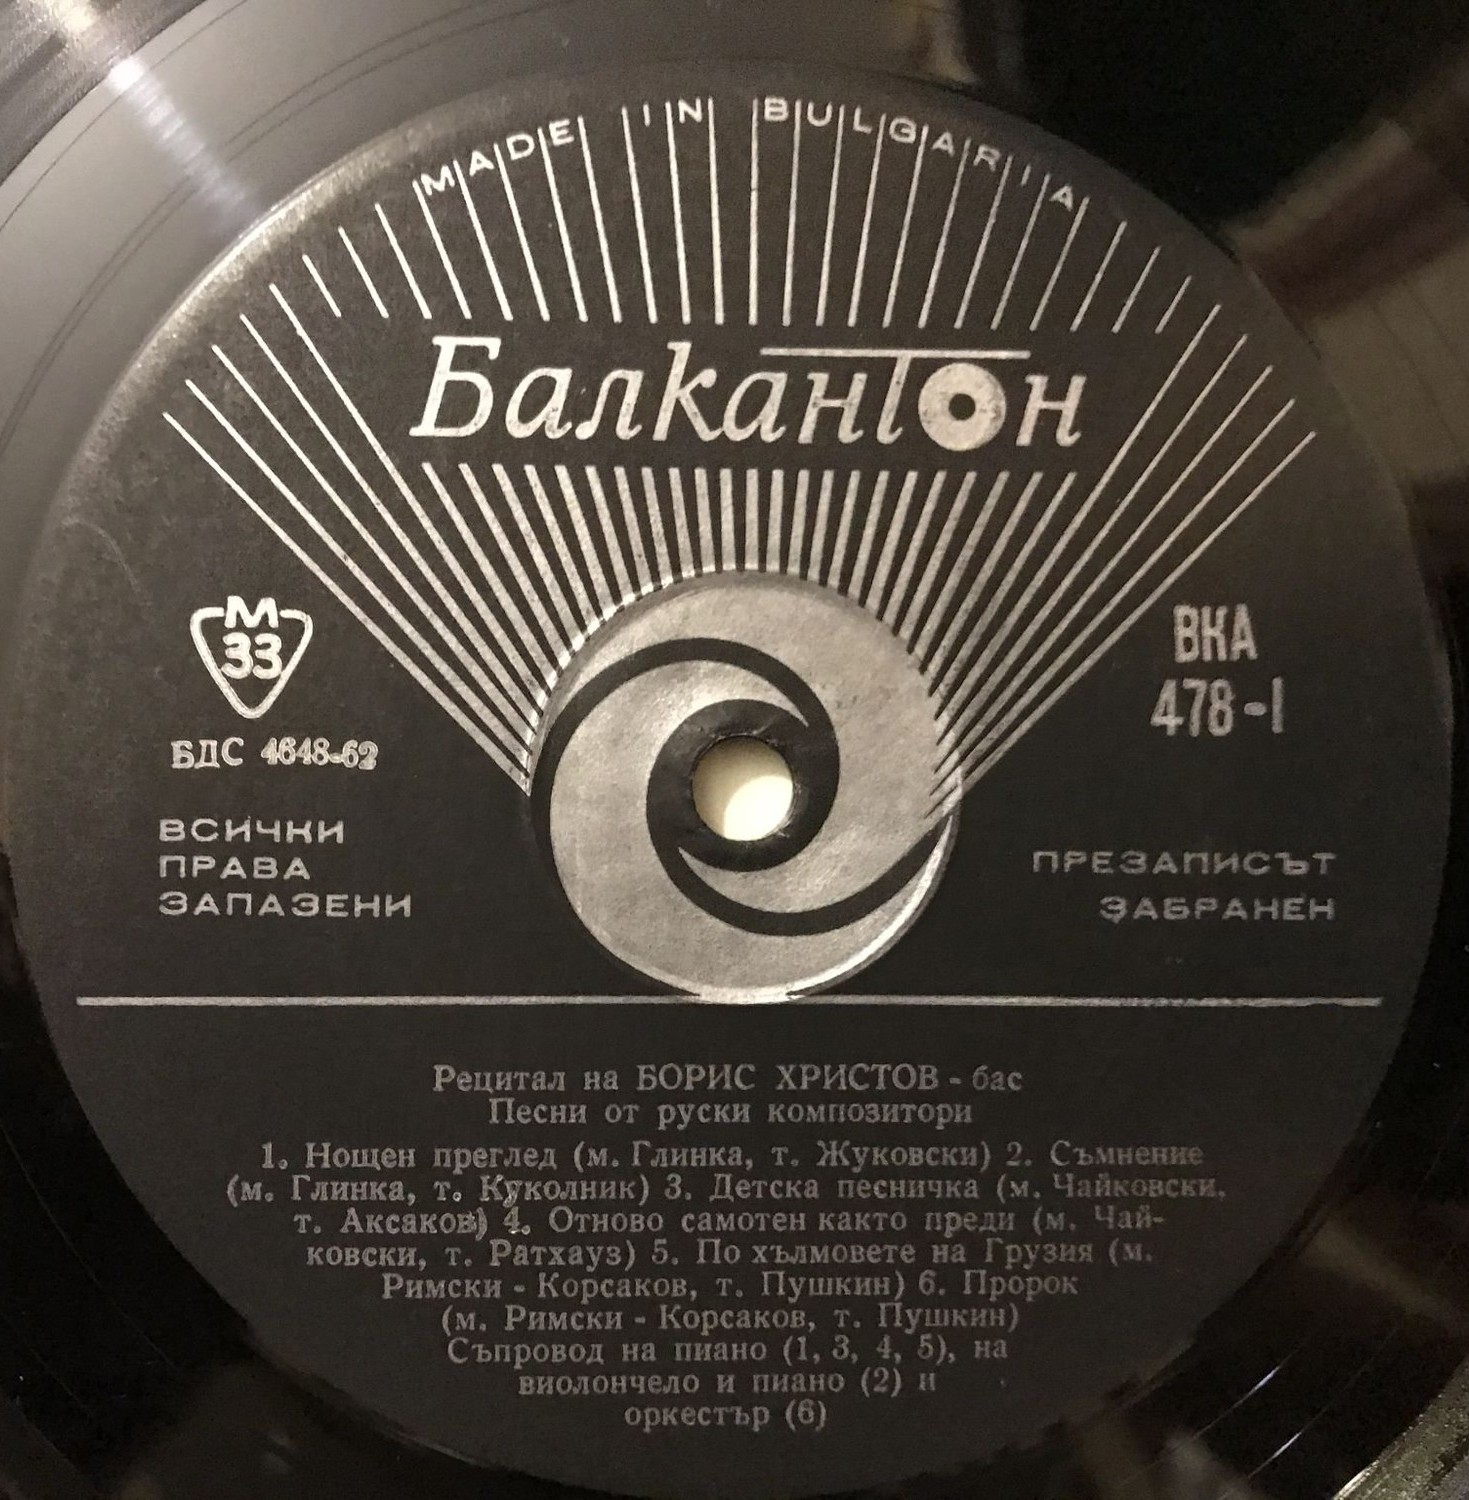 MADE IN BULGARIA
Балкантон
М
33
БДС 4648-62
ВСИЧКИ
ПРАВА
ЗАПАЗЕНИ
ВКА
478-I
ПРЕЗАПИСЪТ
ЗАБРАНЕН
Рецитал на БОРИС ХРИСТОВ - бас
Песни от руски композитори
1. Нощен преглед (м. Глинка, т. Жуковски) 2. Съмнение
(м. Глинка, т. Куколник) 3. Детска песничка (м. Чайковски,
т. Аксаков) 4. Отново самотен както преди (м. Чай-
ковски, т. Ратхауз) 5. По хълмовете на Грузия (м.
Римски - Корсаков, т. Пушкин) 6. Пророк
(м. Римски - Корсаков, т. Пушкин)
Съпровод на пиано (1, 3, 4, 5), на
виолончело и пиано (2) и
оркестър (6)